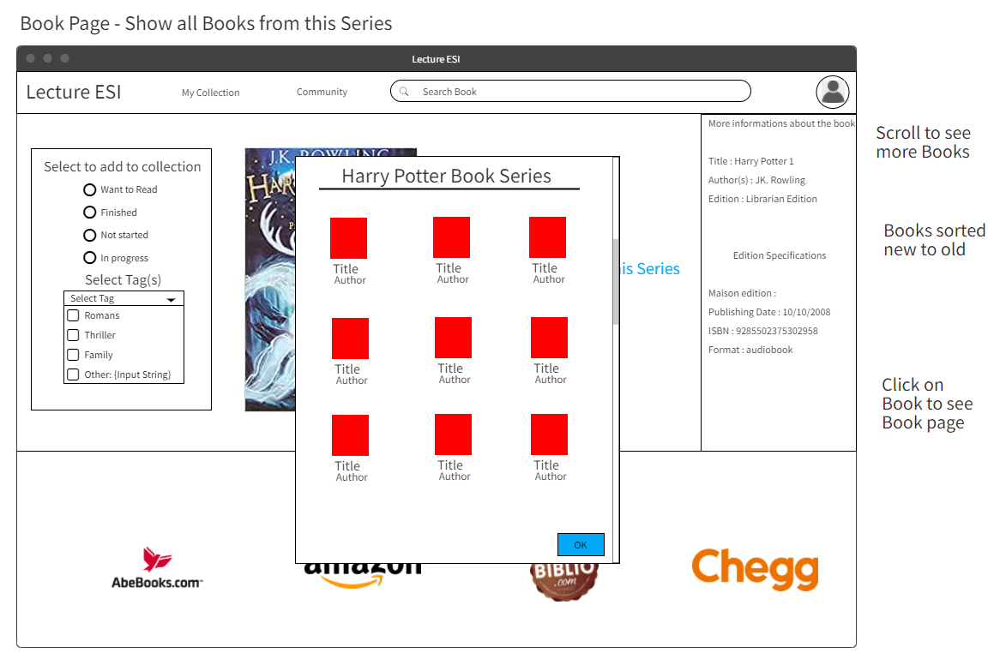 Book Page - Show all Books from this Series
Lecture ESI
Lecture ESI
My Collection
Community
Search Book
More informations about the book
Title : Harry Potter 1
Author(s) : JK. Rowling
Edition : Librarian Edition
Edition Specifications
Maison edition :
Publishing Date : 10/10/2008
ISBN : 9285502375302958
Format : audiobook
Select to add to collection
Want to Read
Finished
Not started
In progress
Select Tag(s)
Select Tag
Romans
Thriller
Family
Other: {Input String}
J.K. ROWLING
Harry Potter Book Series
Title
Author
Title
Author
Title
Author
Title
Author
Title
Author
Title
Author
Title
Author
Title
Author
Title
Author
OK
is Series
AbeBooks.com
amazon
BIBLIO
.com
Chegg
Scroll to see
more Books
Books sorted
new to old
Click on
Book to see
Book page